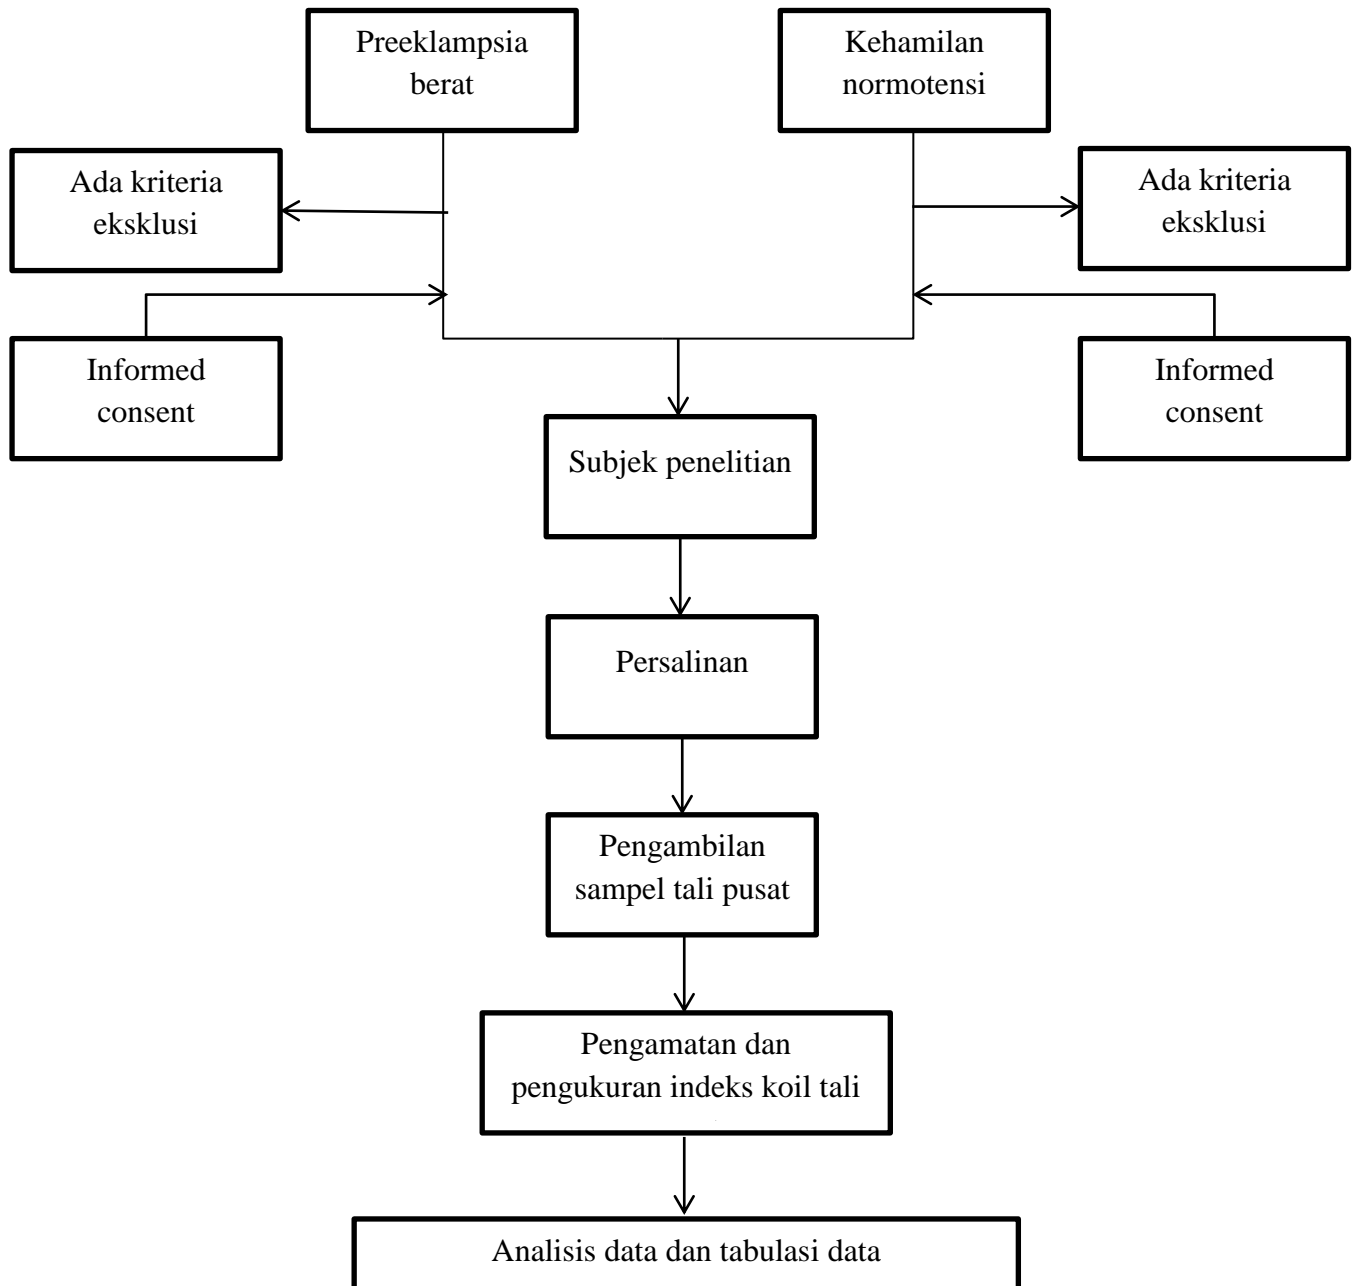 Preeklampsia
berat
Kehamilan
normotensi
Ada kriteria
eksklusi
Ada kriteria
eksklusi
Informed
consent
Informed
consent
Subjek penelitian
Persalinan
Pengambilan
sampel tali pusat
Pengamatan dan
pengukuran indeks koil tali
Analisis data dan tabulasi data